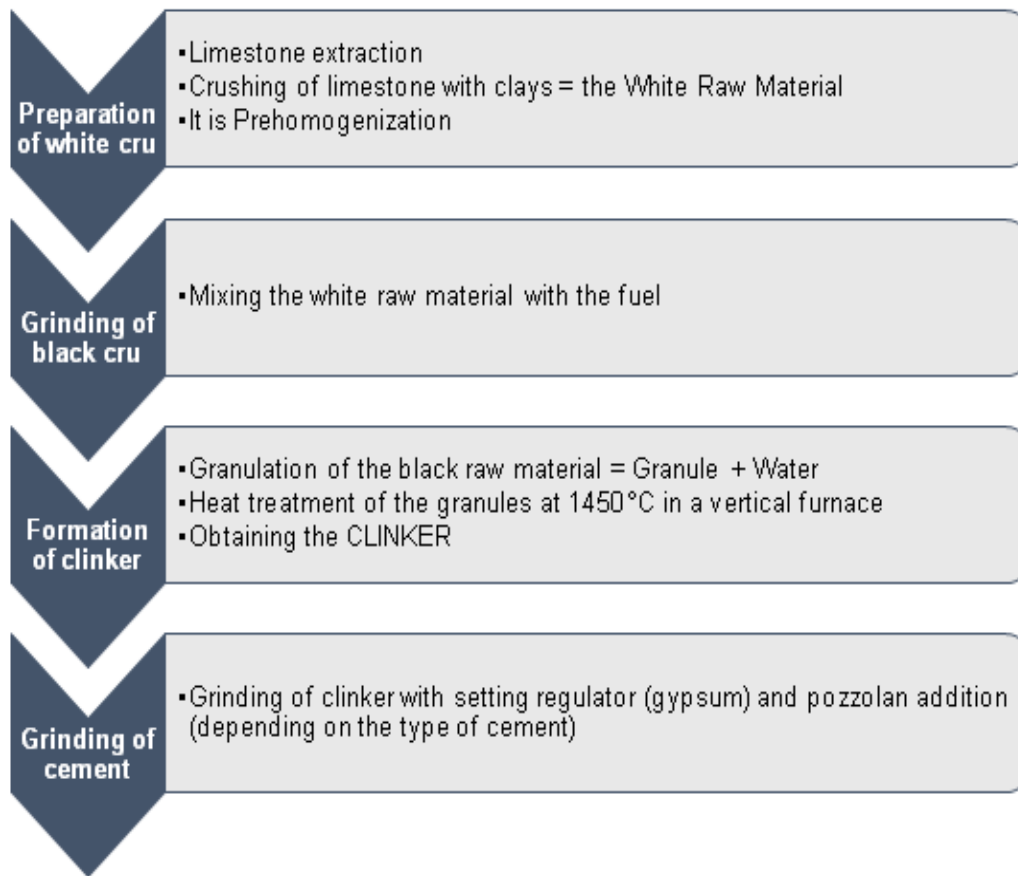 Preparation
of white cru
▪Limestone extraction
▪Crushing of limestone with clays = the White Raw Material
▪It is Prehomogenization
Grinding of
black cru
▪Mixing the white raw material with the fuel
Formation
of clinker
▪Granulation of the black raw material = Granule + Water
▪Heat treatment of the granules at 1450°C in a vertical furnace
▪Obtaining the CLINKER
Grinding of
cement
▪Grinding of clinker with setting regulator (gypsum) and pozzolan addition
(depending on the type of cement)